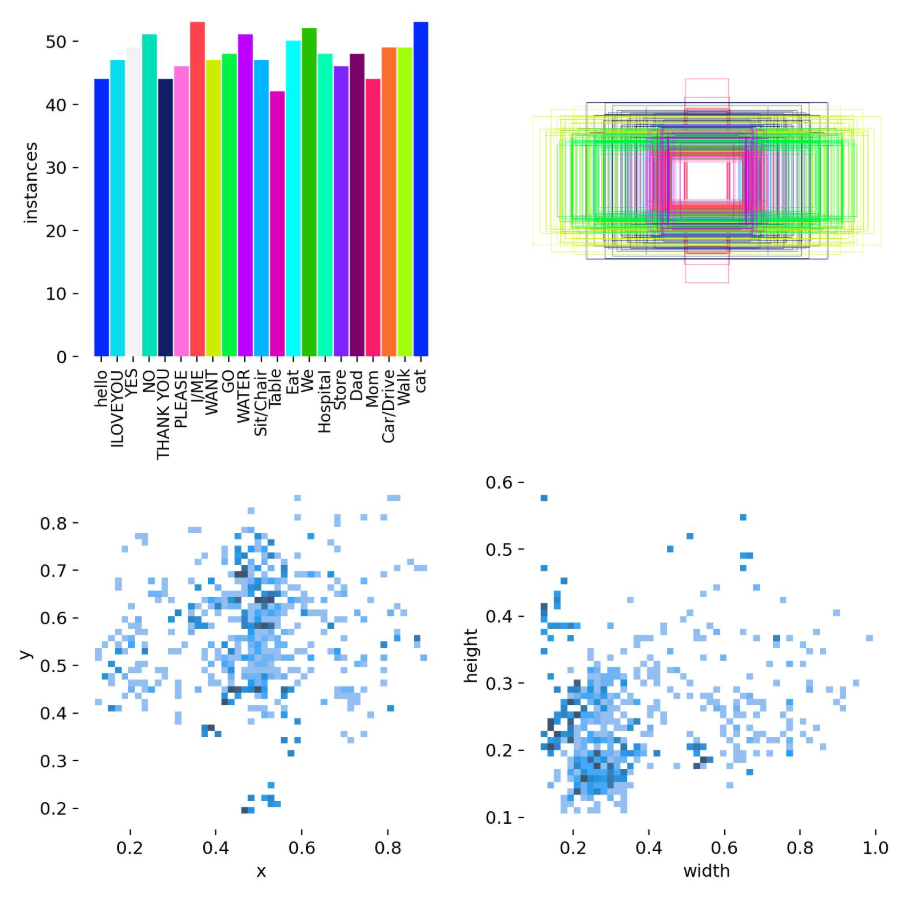 50
40
30
20
10
0
instances
hello
ILOVEYOU
YES
NO
THANK YOU
PLEASE
I/ME
WANT
GO
WATER
Sit/Chair
Table
Eat
We
Hospital
Store
Dad
Mom
Car/Drive
Walk
cat
0.8
0.7
0.6
0.5
0.4
0.3
0.2
y
0.2 0.4 0.6 0.8
x
0.6
0.5
0.4
0.3
0.2
0.1
height
0.2 0.4 0.6 0.8 1.0
width